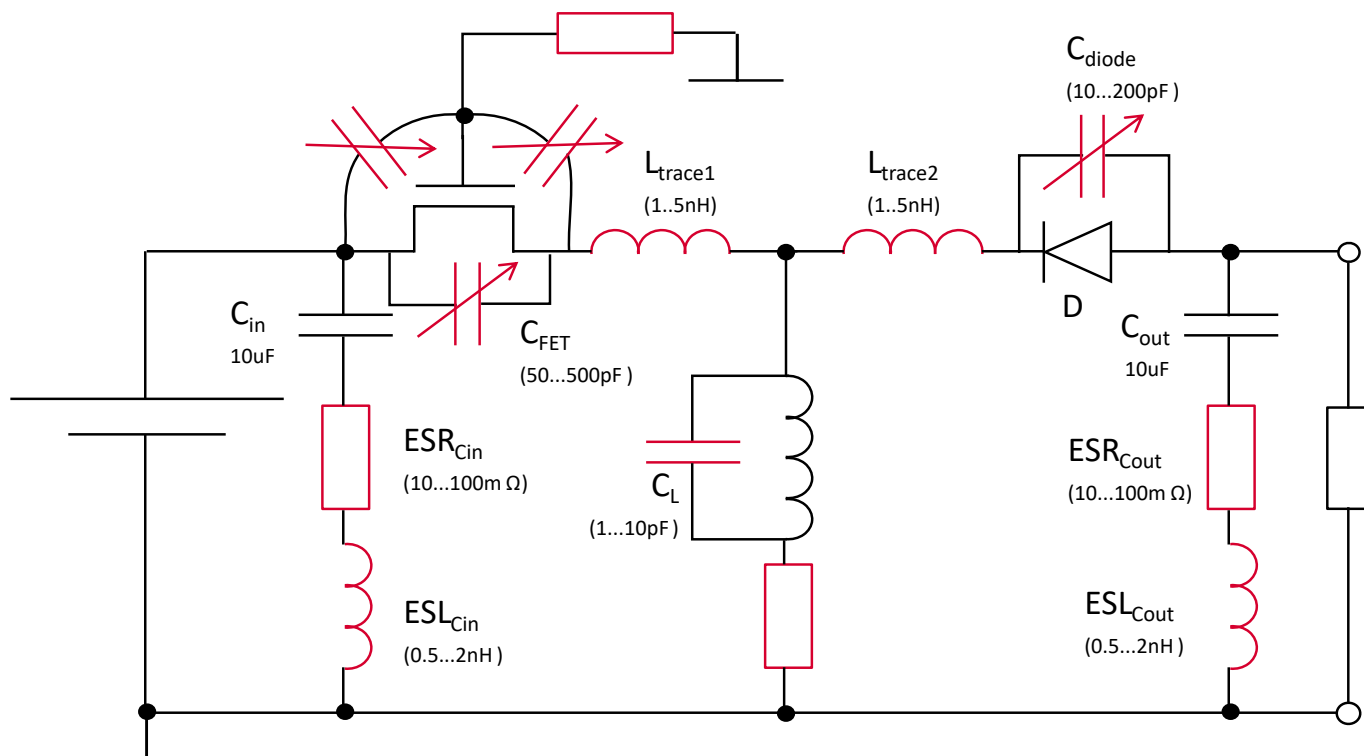 C_diode
(10...200pF )
L_trace1
(1..5nH)
L_trace2
(1..5nH)
D
C_in
10uF
C_FET
(50...500pF )
C_out
10uF
ESR_Cin
(10...100m Ω)
C_L
(1...10pF )
ESR_Cout
(10...100m Ω)
ESL_Cin
(0.5...2nH )
ESL_Cout
(0.5...2nH )